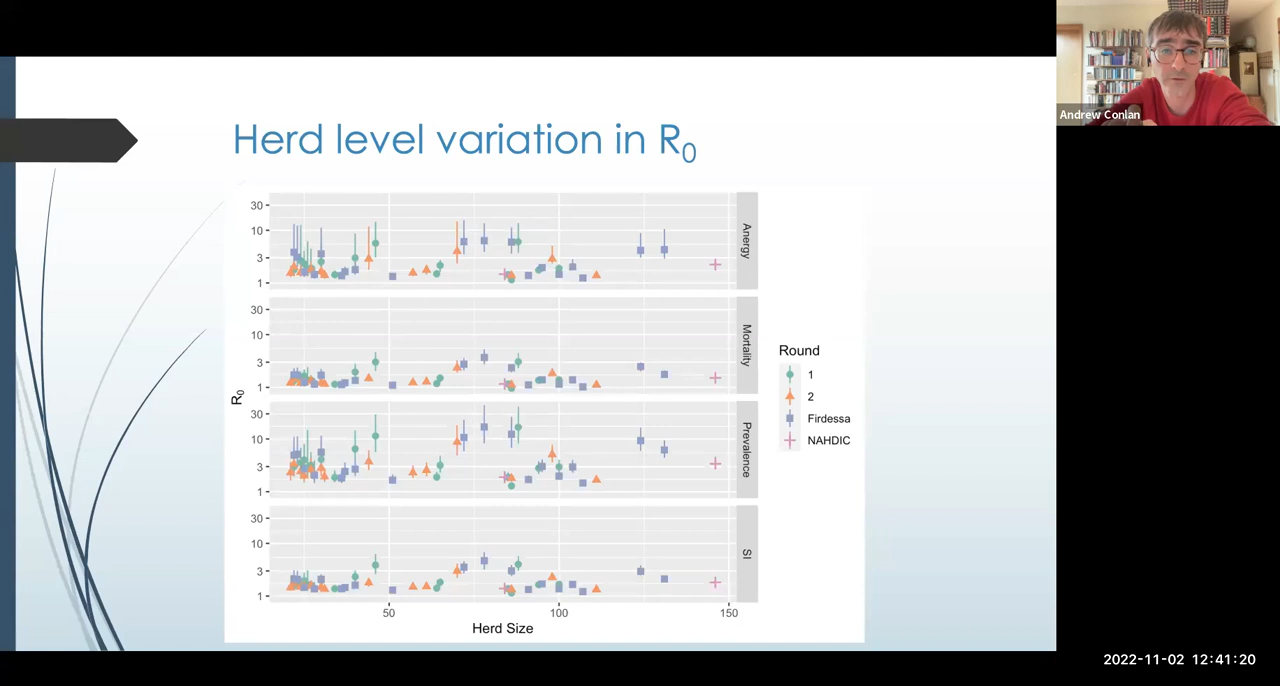 Andrew Conlan
Herd level variation in R0
30
10
3
1
Anergy
30
10
3
1
Mortality
30
10
3
1
Prevalence
30
10
3
1
SI
R0
50
100
150
Herd Size
Round
1
2
Firdessa
NAHDIC
2022-11-02 12:41:20